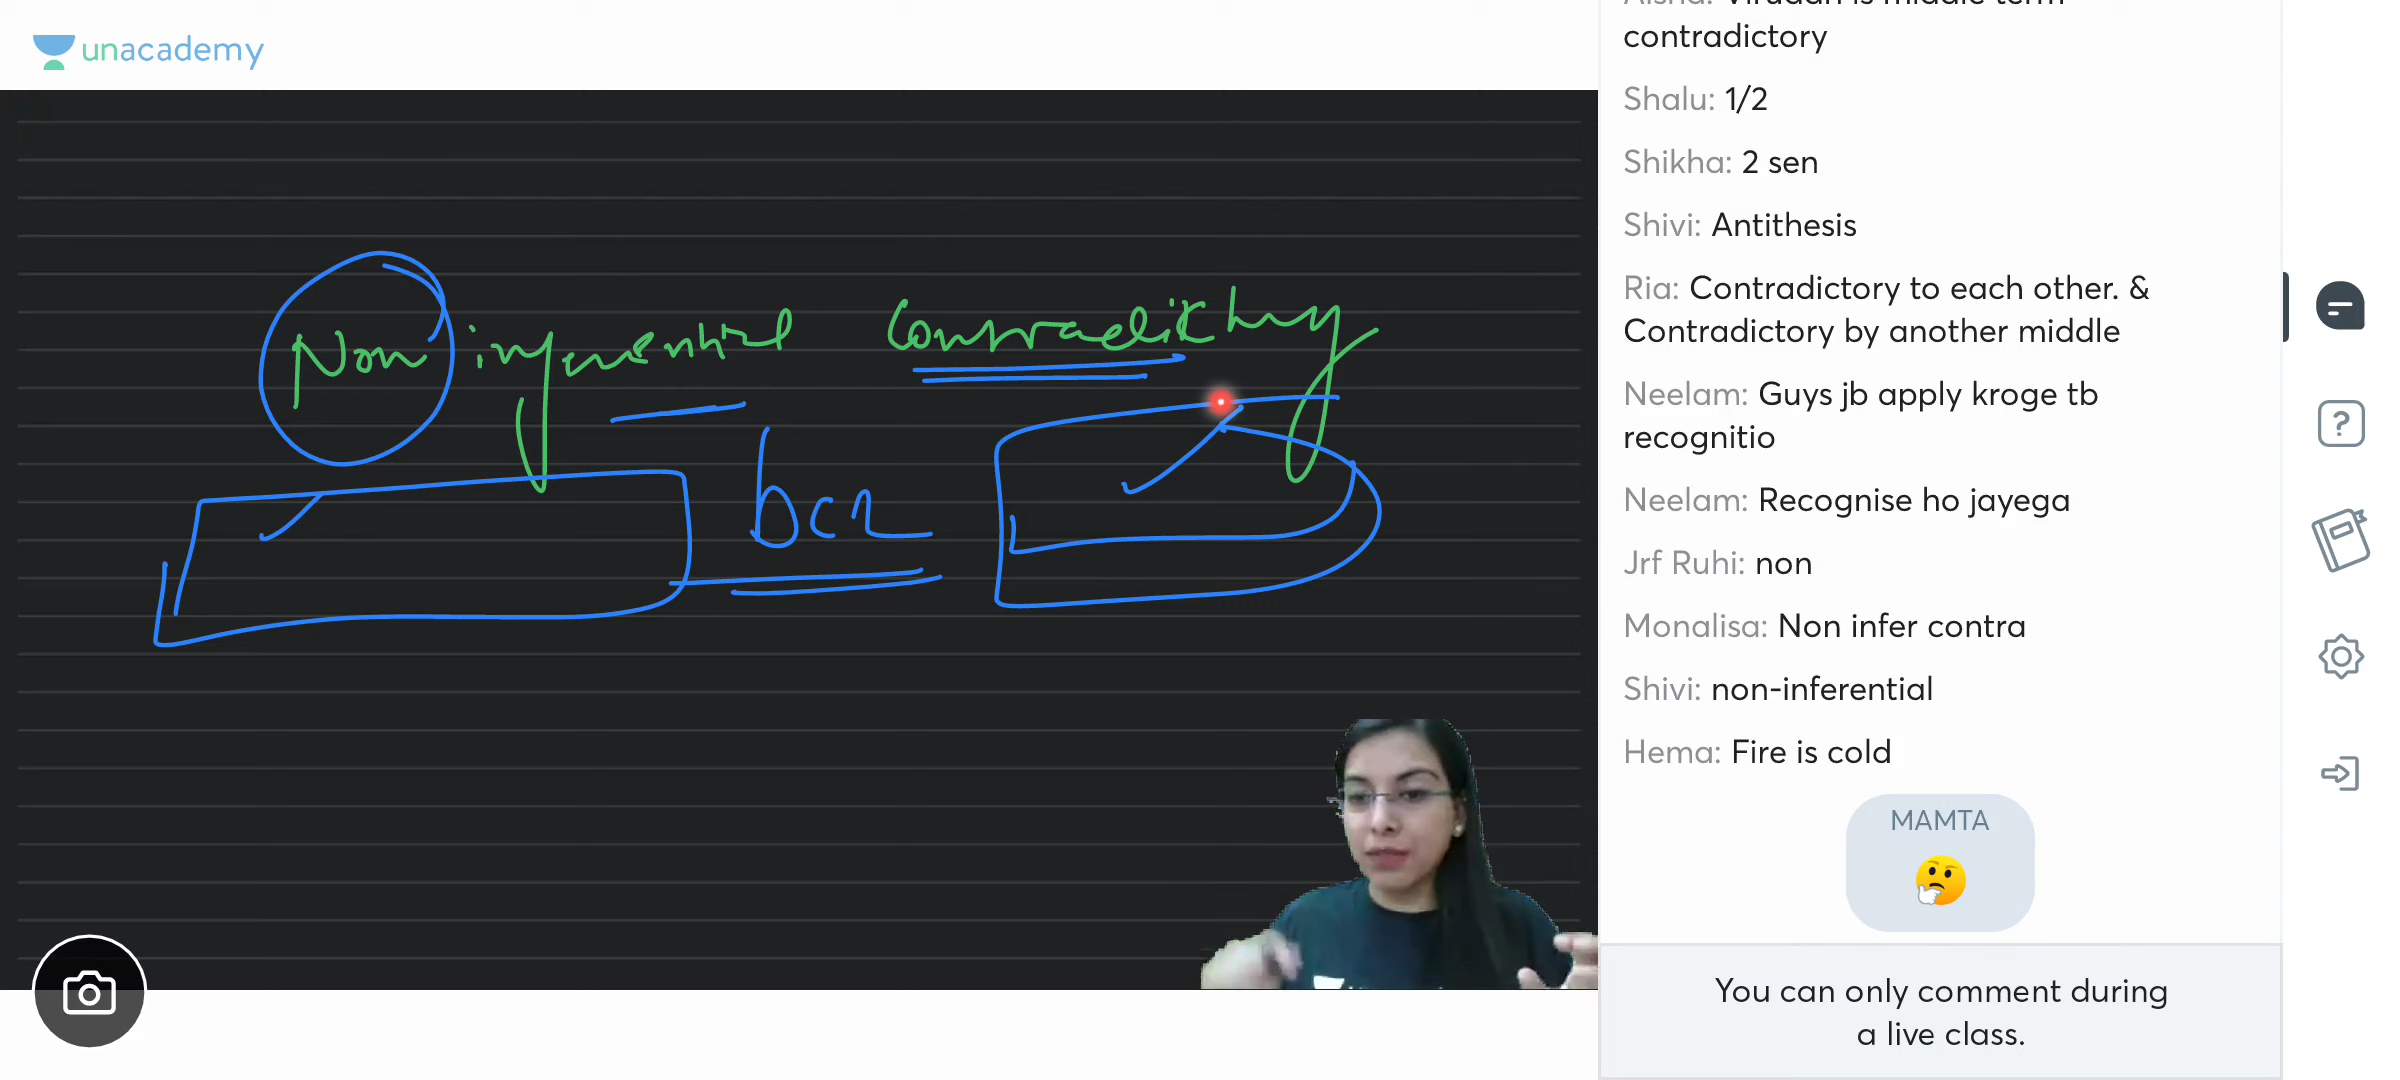 unacademy
Non inferential Contradictory
bcz
contradictory
Shalu: 1/2
Shikha: 2 sen
Shivi: Antithesis
Ria: Contradictory to each other. &
Contradictory by another middle
Neelam: Guys jb apply kroge tb
recognitio
Neelam: Recognise ho jayega
Jrf Ruhi: non
Monalisa: Non infer contra
Shivi: non-inferential
Hema: Fire is cold
MAMTA
You can only comment during
a live class.